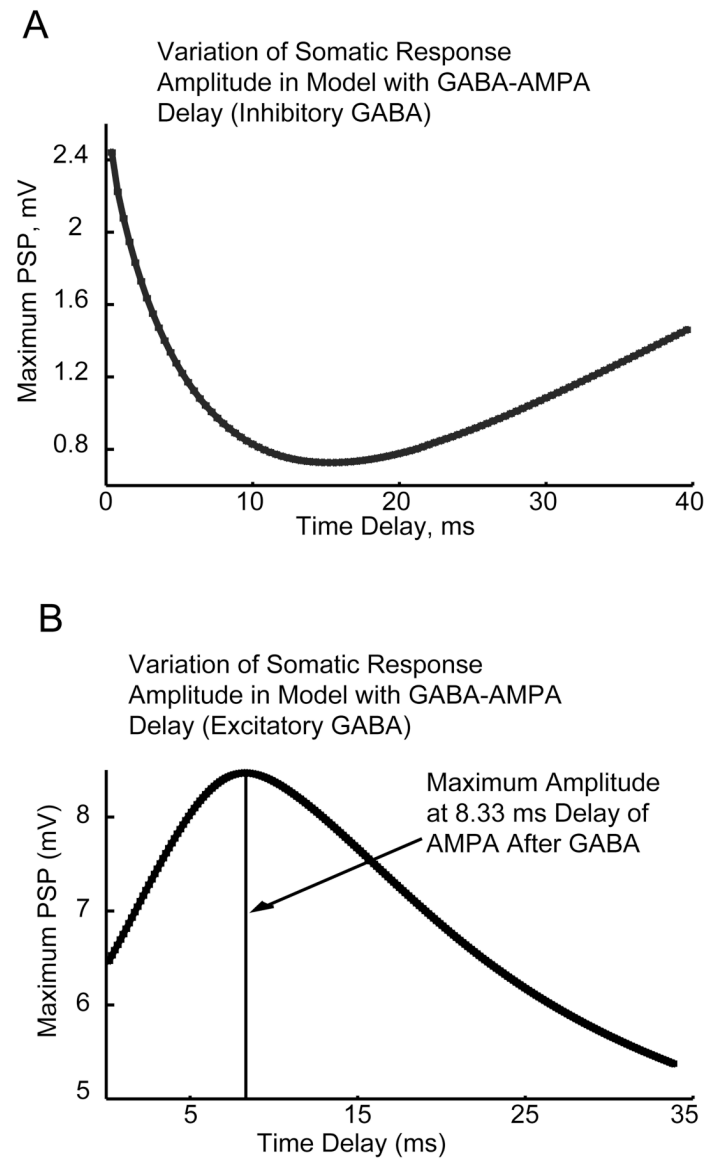 A
Variation of Somatic Response
Amplitude in Model with GABA-AMPA
Delay (Inhibitory GABA)
Maximum PSP, mV
2.4
2
1.6
1.2
0.8
0 10 20 30 40
Time Delay, ms
B
Variation of Somatic Response
Amplitude in Model with GABA-AMPA
Delay (Excitatory GABA)
Maximum PSP (mV)
Maximum Amplitude
at 8.33 ms Delay of
AMPA After GABA
8
7
6
5
5 15 25 35
Time Delay (ms)